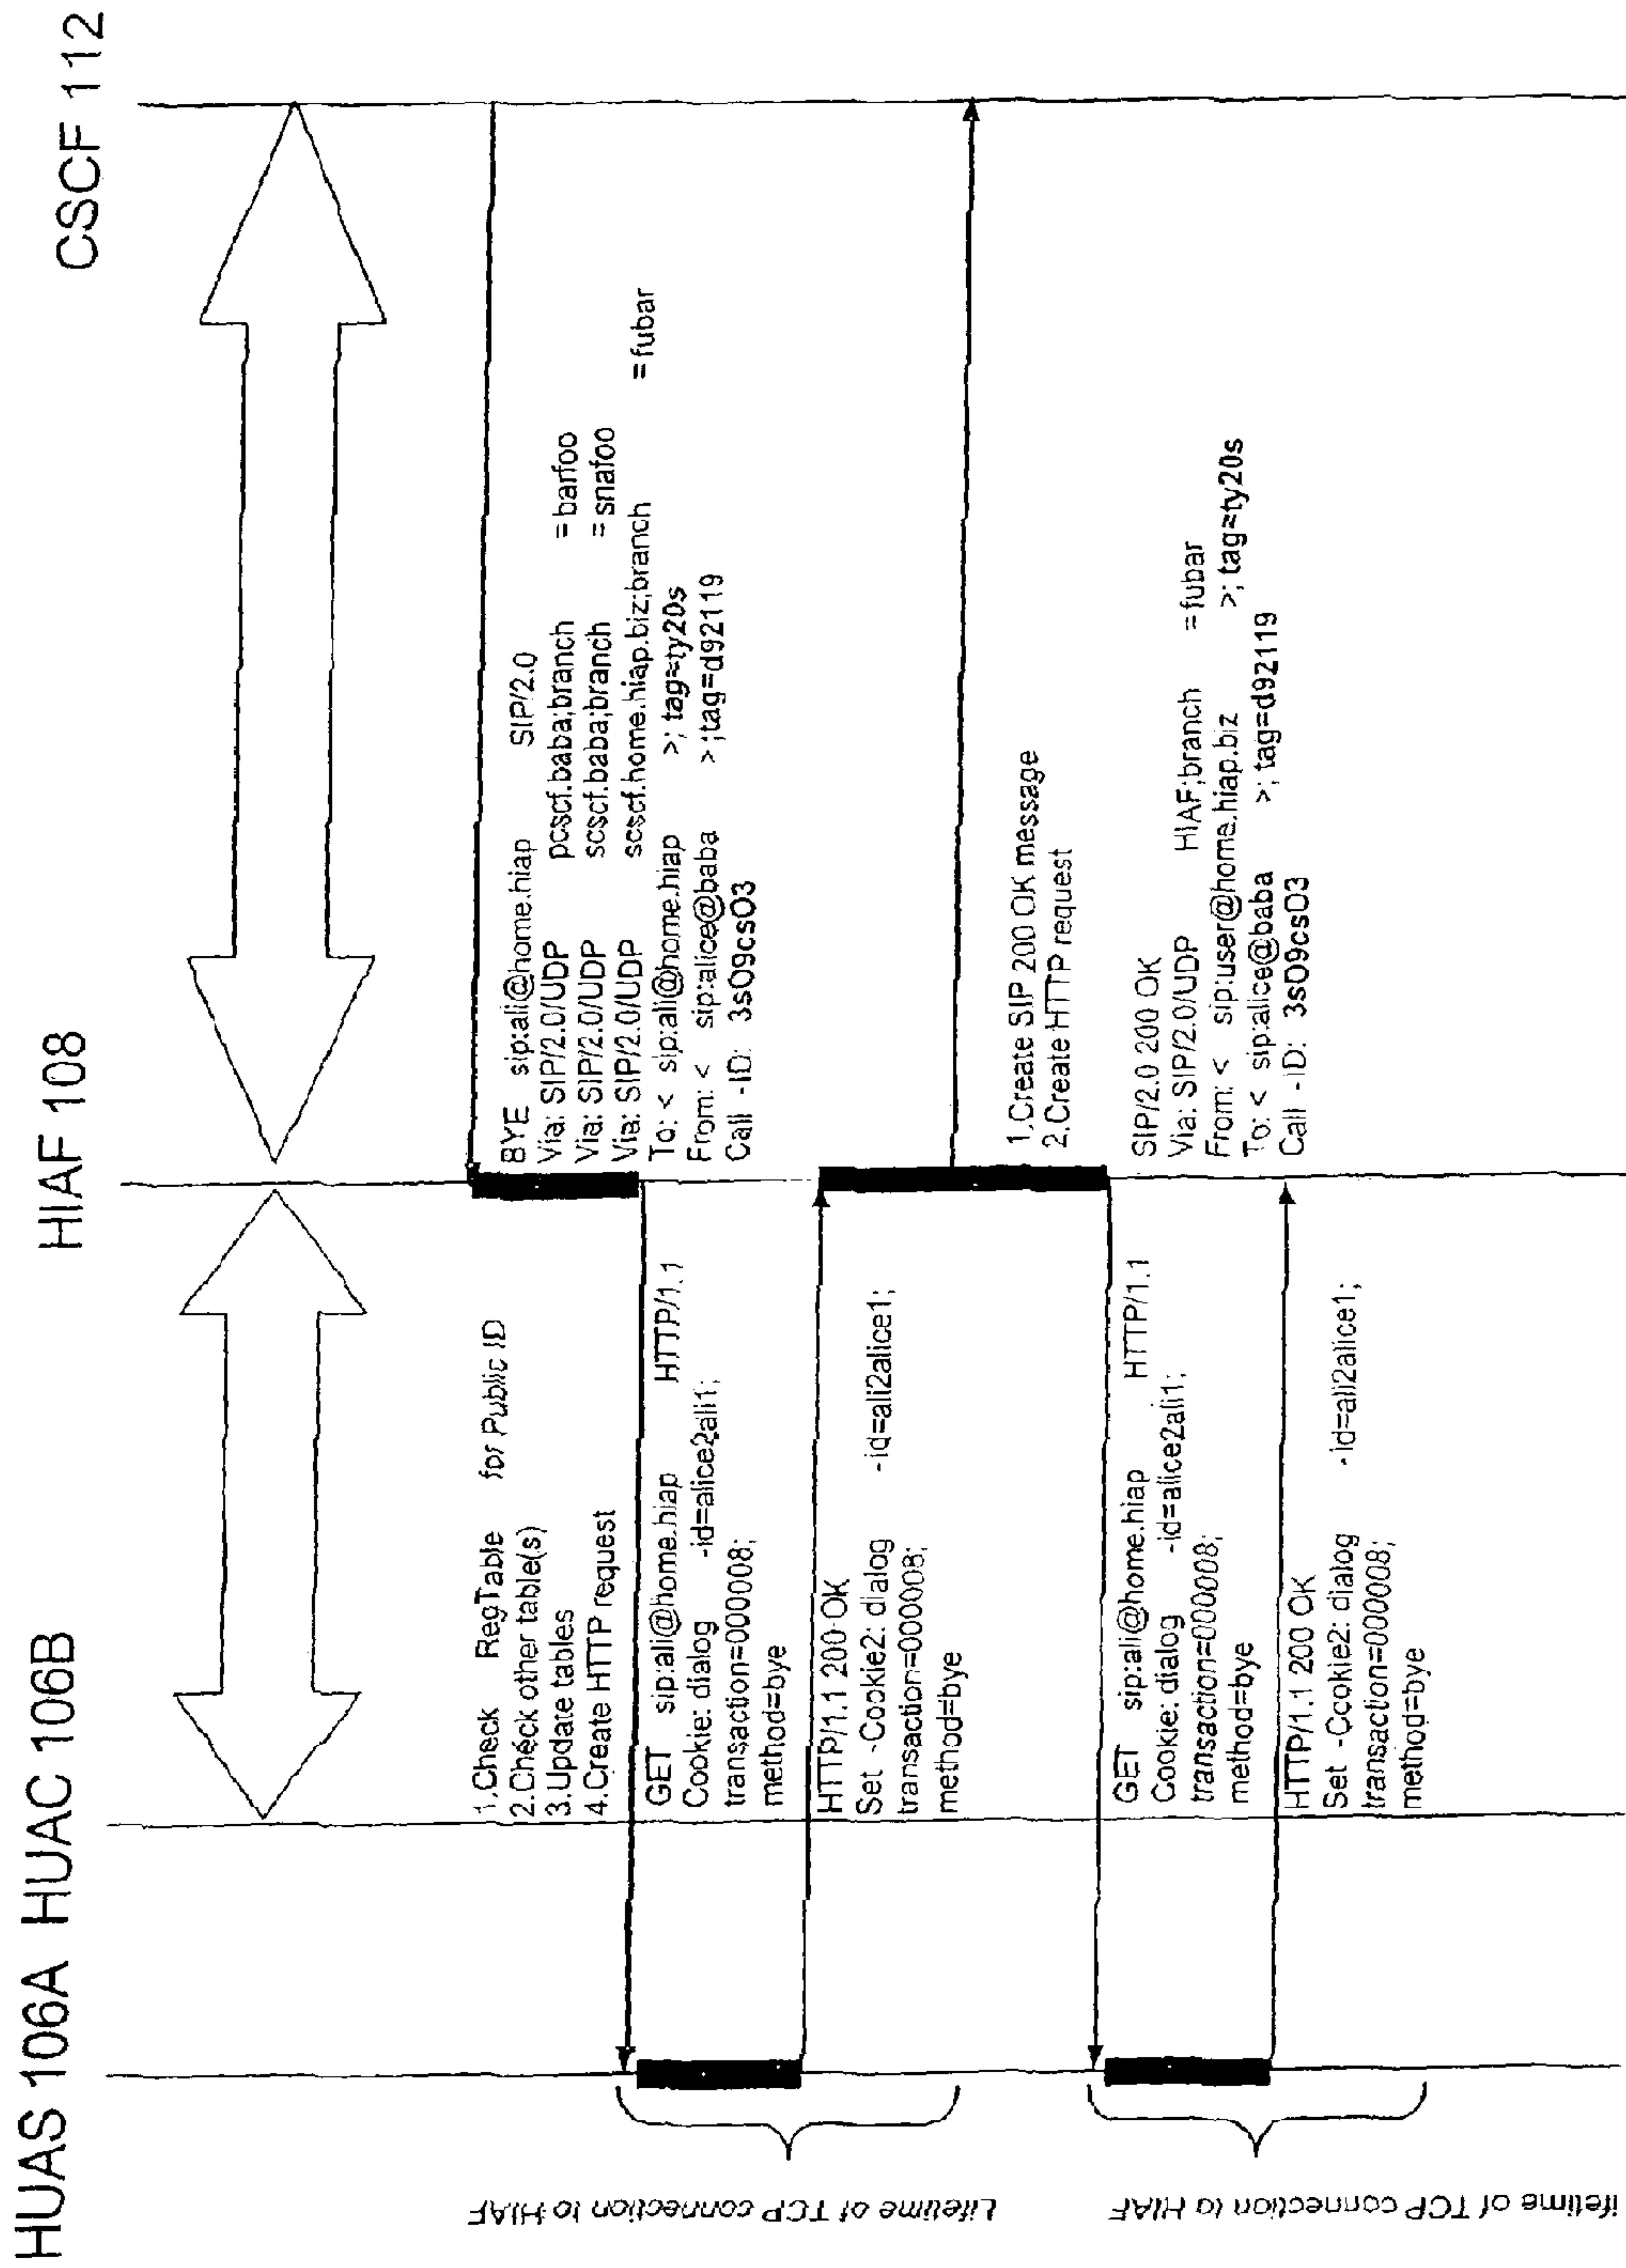 HUAS 106A HUAC 106B HIAF 108 CSCF 112
1.Check RegTable for Public ID
2.Check other table(s)
3.Update tables
4.Create HTTP request
BYE sip:ali@home.hiap SIP/2.0
Via: SIP/2.0/UDP pcscf.baba;branch =barfoo
Via: SIP/2.0/UDP scscf.baba;branch =snafoo
Via: SIP/2.0/UDP scscf.home.hiap.biz;branch =fubar
To: < sip:ali@home.hiap >; tag=ty20s
From: < sip:alice@baba >;tag=d92119
Call -ID: 3sO9csO3
GET sip:ali@home.hiap HTTP/1.1
Cookie: dialog -id=alice2ali1;
transaction=000008;
method=bye
HTTP/1.1 200 OK
Set -Cookie2: dialog -id=ali2alice1;
transaction=000008;
method=bye
1.Create SIP 200 OK message
2.Create HTTP request
SIP/2.0 200 OK
Via: SIP/2.0/UDP HIAF;branch =fubar
From: < sip:user@home.hiap.biz >; tag=ty20s
To: < sip:alice@baba >; tag=d92119
Call -ID: 3sO9csO3
GET sip:ali@home.hiap HTTP/1.1
Cookie: dialog -id=alice2ali1;
transaction=000008;
method=bye
HTTP/1.1 200 OK
Set -Cookie2: dialog -id=ali2alice1;
transaction=000008;
method=bye
Lifetime of TCP connection to HIAF
ifetime of TCP connection to HIAF